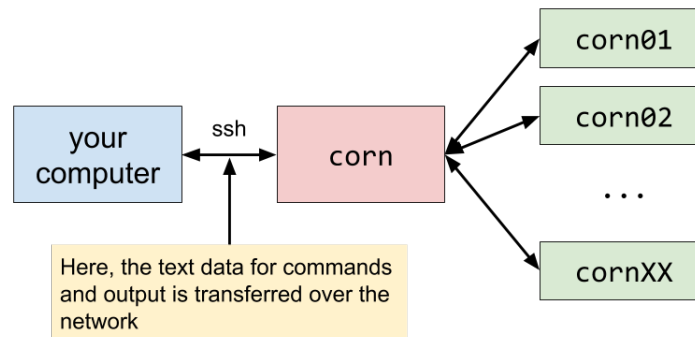 your
computer
ssh
corn
corn01
corn02
...
cornXX
Here, the text data for commands
and output is transferred over the
network